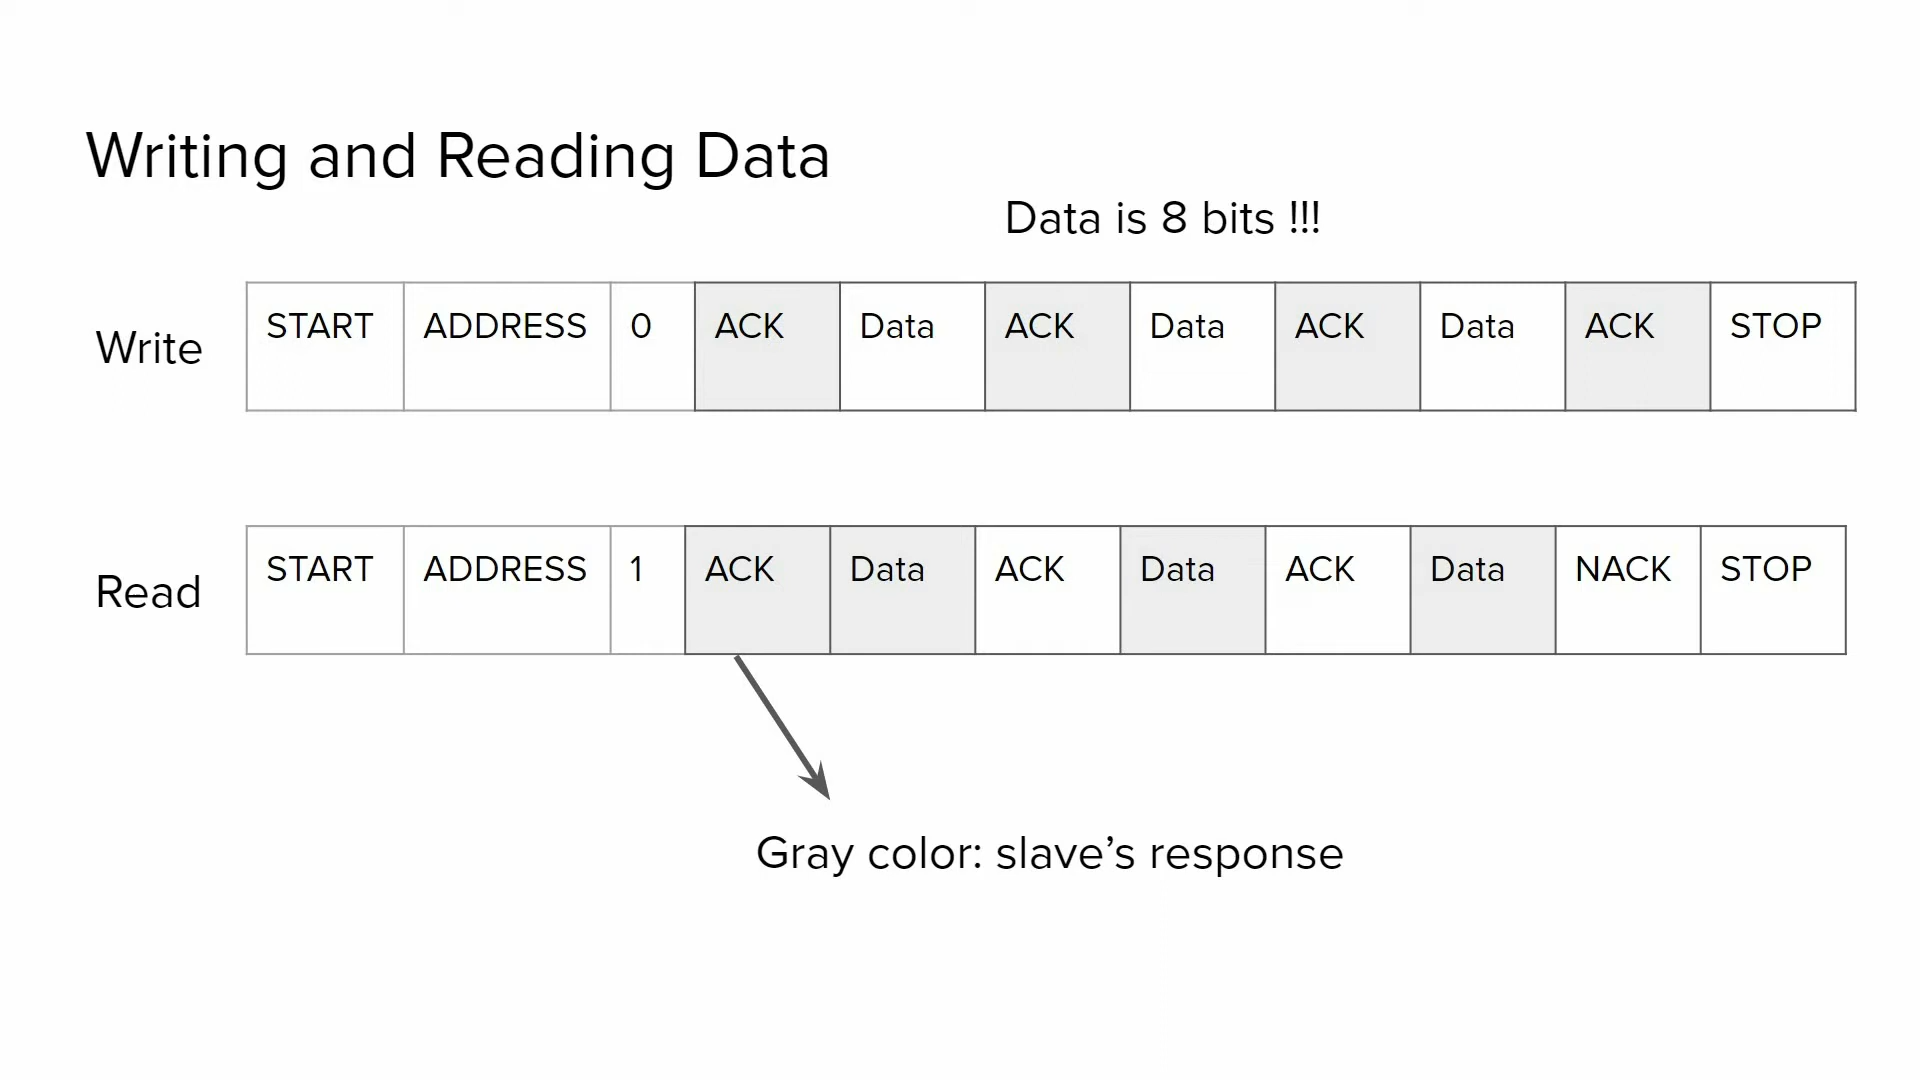 Writing and Reading Data
Data is 8 bits !!!
Write START ADDRESS 0 ACK Data ACK Data ACK Data ACK STOP
Read START ADDRESS 1 ACK Data ACK Data ACK Data NACK STOP
Gray color: slave’s response